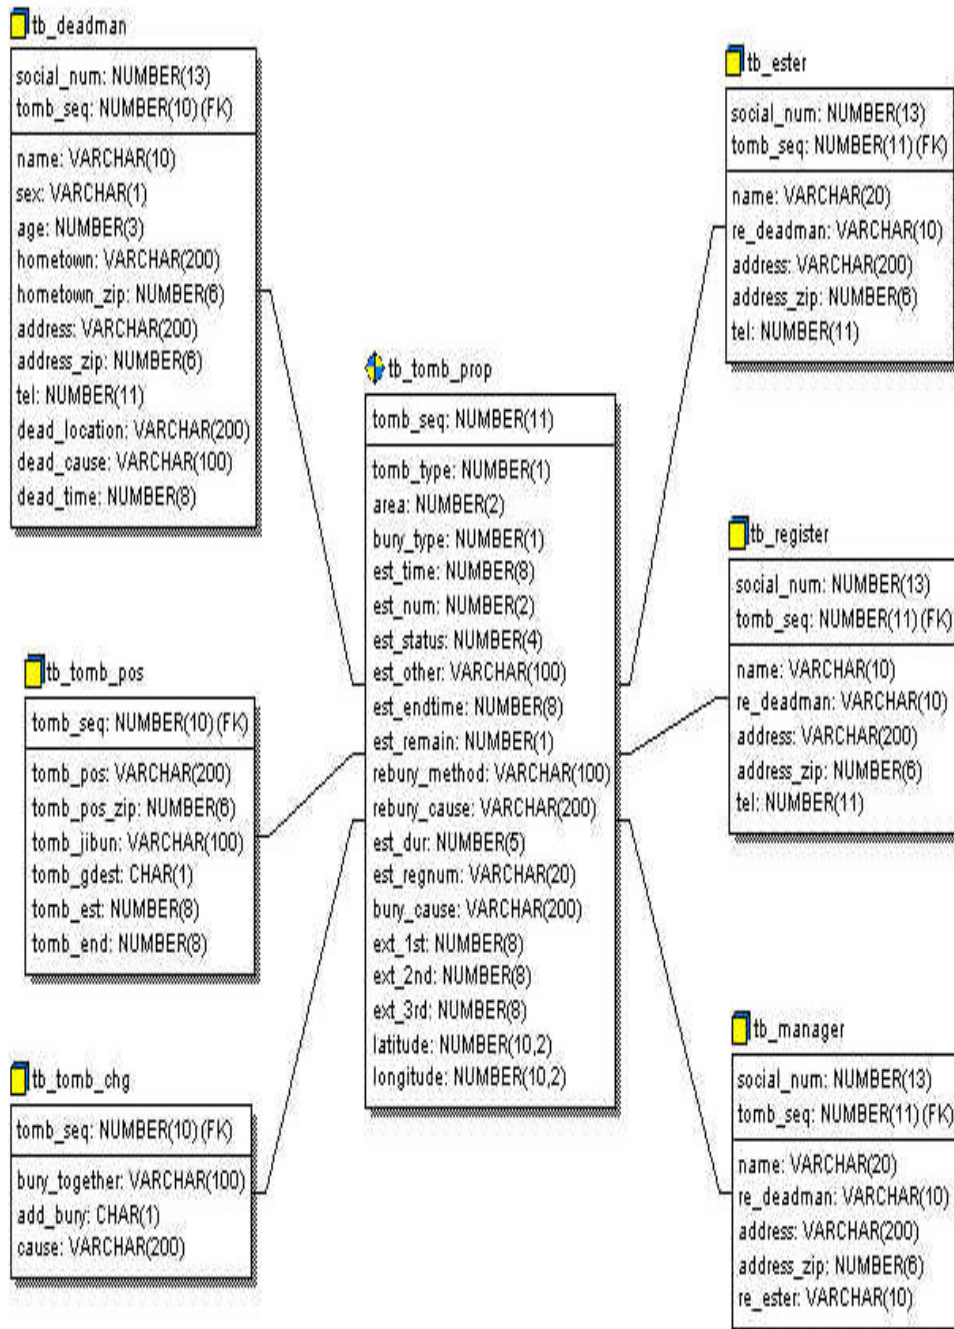 tb_deadman
social_num: NUMBER(13)
tomb_seq: NUMBER(10) (FK)
name: VARCHAR(10)
sex: VARCHAR(1)
age: NUMBER(3)
hometown: VARCHAR(200)
hometown_zip: NUMBER(6)
address: VARCHAR(200)
address_zip: NUMBER(6)
tel: NUMBER(11)
dead_location: VARCHAR(200)
dead_cause: VARCHAR(100)
dead_time: NUMBER(8)
tb_tomb_pos
tomb_seq: NUMBER(10) (FK)
tomb_pos: VARCHAR(200)
tomb_pos_zip: NUMBER(6)
tomb_jibun: VARCHAR(100)
tomb_gdest: CHAR(1)
tomb_est: NUMBER(8)
tomb_end: NUMBER(8)
tb_tomb_chg
tomb_seq: NUMBER(10) (FK)
bury_together: VARCHAR(100)
add_bury: CHAR(1)
cause: VARCHAR(200)
tb_tomb_prop
tomb_seq: NUMBER(11)
tomb_type: NUMBER(1)
area: NUMBER(2)
bury_type: NUMBER(1)
est_time: NUMBER(8)
est_num: NUMBER(2)
est_status: NUMBER(4)
est_other: VARCHAR(100)
est_endtime: NUMBER(8)
est_remain: NUMBER(1)
rebury_method: VARCHAR(100)
rebury_cause: VARCHAR(200)
est_dur: NUMBER(5)
est_regnum: VARCHAR(20)
bury_cause: VARCHAR(200)
ext_1st: NUMBER(8)
ext_2nd: NUMBER(8)
ext_3rd: NUMBER(8)
latitude: NUMBER(10,2)
longitude: NUMBER(10,2)
tb_ester
social_num: NUMBER(13)
tomb_seq: NUMBER(11) (FK)
name: VARCHAR(20)
re_deadman: VARCHAR(10)
address: VARCHAR(200)
address_zip: NUMBER(6)
tel: NUMBER(11)
tb_register
social_num: NUMBER(13)
tomb_seq: NUMBER(11) (FK)
name: VARCHAR(10)
re_deadman: VARCHAR(10)
address: VARCHAR(200)
address_zip: NUMBER(6)
tel: NUMBER(11)
tb_manager
social_num: NUMBER(13)
tomb_seq: NUMBER(11) (FK)
name: VARCHAR(20)
re_deadman: VARCHAR(10)
address: VARCHAR(200)
address_zip: NUMBER(6)
re_ester: VARCHAR(10)